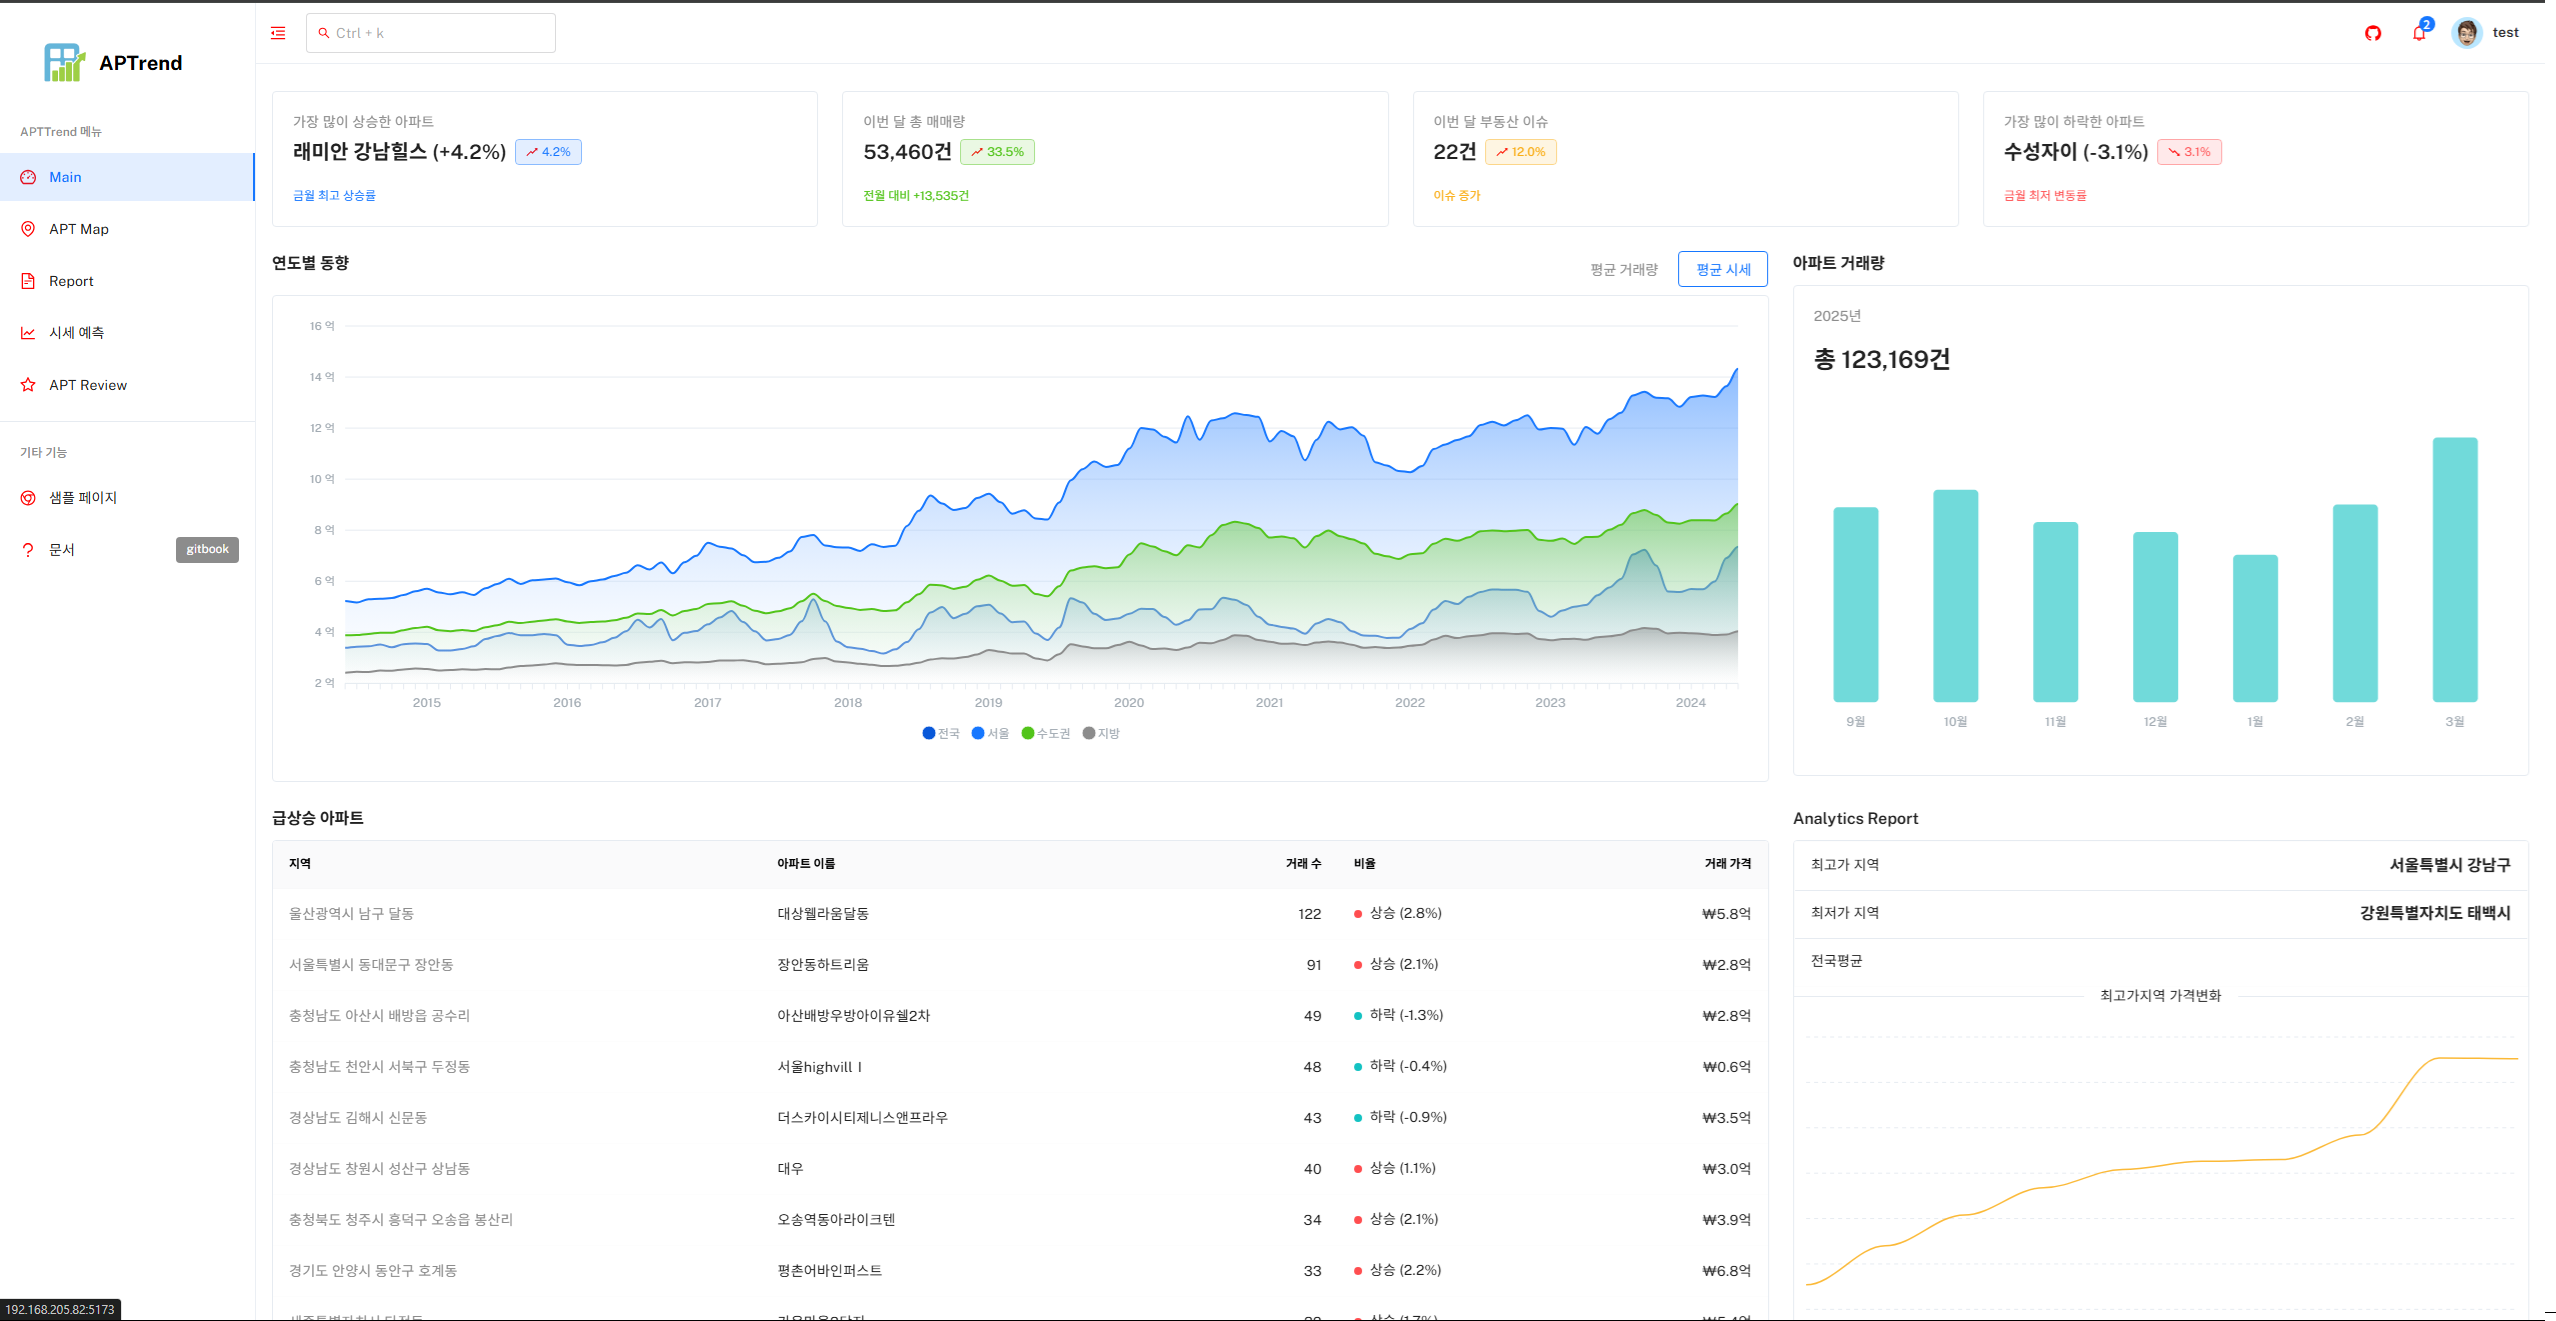 APTrend
Ctrl + k
2
test
APTTrend 메뉴
Main
APT Map
Report
시세 예측
APT Review
기타 기능
샘플 페이지
문서
gitbook
가장 많이 상승한 아파트
래미안 강남힐스 (+4.2%)
4.2%
금월 최고 상승률
이번 달 총 매매량
53,460건
33.5%
전월 대비 +13,535건
이번 달 부동산 이슈
22건
12.0%
이슈 증가
가장 많이 하락한 아파트
수성자이 (-3.1%)
3.1%
금월 최저 변동률
연도별 동향
평균 거래량
평균 시세
16 억
14 억
12 억
10 억
8 억
6 억
4 억
2 억
2015 2016 2017 2018 2019 2020 2021 2022 2023 2024
전국 서울 수도권 지방
아파트 거래량
2025년
총 123,169건
9월 10월 11월 12월 1월 2월 3월
급상승 아파트
지역 아파트 이름 거래 수 비율 거래 가격
울산광역시 남구 달동 대상웰라움달동 122 상승 (2.8%) ₩5.8억
서울특별시 동대문구 장안동 장안동하트리움 91 상승 (2.1%) ₩2.8억
충청남도 아산시 배방읍 공수리 아산배방우방아이유쉘2차 49 하락 (-1.3%) ₩2.8억
충청남도 천안시 서북구 두정동 서울highvillⅠ 48 하락 (-0.4%) ₩0.6억
경상남도 김해시 신문동 더스카이시티제니스앤프라우 43 하락 (-0.9%) ₩3.5억
경상남도 창원시 성산구 상남동 대우 40 상승 (1.1%) ₩3.0억
충청북도 청주시 흥덕구 오송읍 봉산리 오송역동아라이크텐 34 상승 (2.1%) ₩3.9억
경기도 안양시 동안구 호계동 평촌어바인퍼스트 33 상승 (2.2%) ₩6.8억
Analytics Report
최고가 지역 서울특별시 강남구
최저가 지역 강원특별자치도 태백시
전국평균
최고가지역 가격변화
192.168.205.82:5173